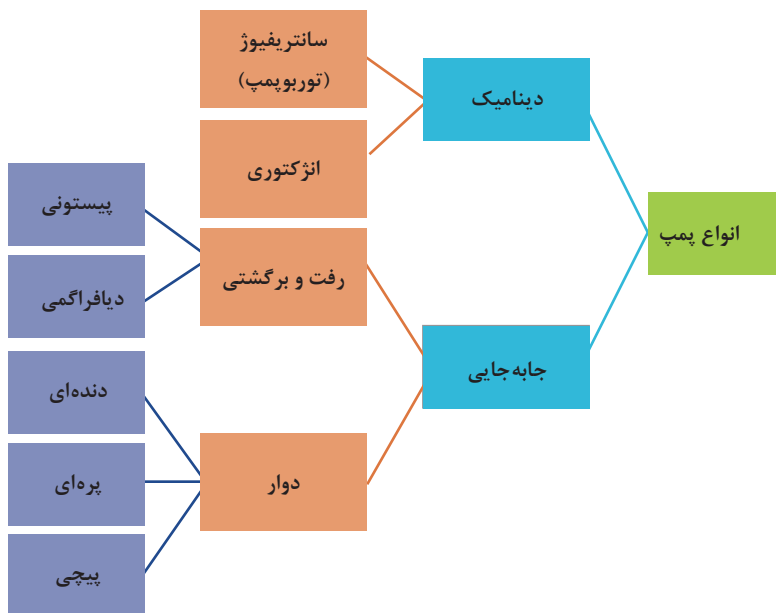 انواع پمپ
دینامیک
سانتریفیوژ
(توربوپمپ)
انژکتوری
جابه‌جایی
رفت و برگشتی
پیستونی
دیافراگمی
دوار
دنده‌ای
پره‌ای
پیچی